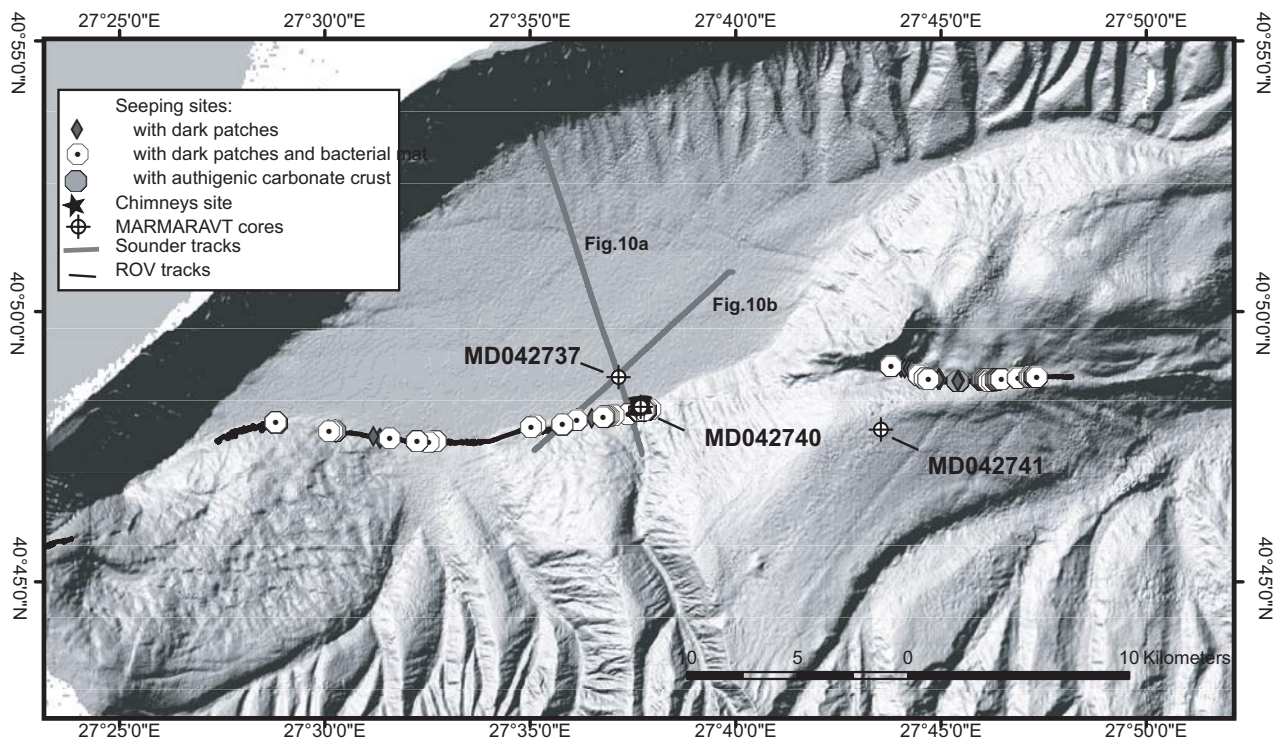 27°25'0"E 27°30'0"E 27°35'0"E 27°40'0"E 27°45'0"E 27°50'0"E
40°55'0"N 40°55'0"N
Seeping sites:
with dark patches
with dark patches and bacterial mat
with authigenic carbonate crust
Chimneys site
MARMARAVT cores
Sounder tracks
ROV tracks
Fig.10a
Fig.10b
40°50'0"N 40°50'0"N
MD042737
MD042740
MD042741
40°45'0"N 40°45'0"N
10 5 0 10 Kilometers
27°25'0"E 27°30'0"E 27°35'0"E 27°40'0"E 27°45'0"E 27°50'0"E